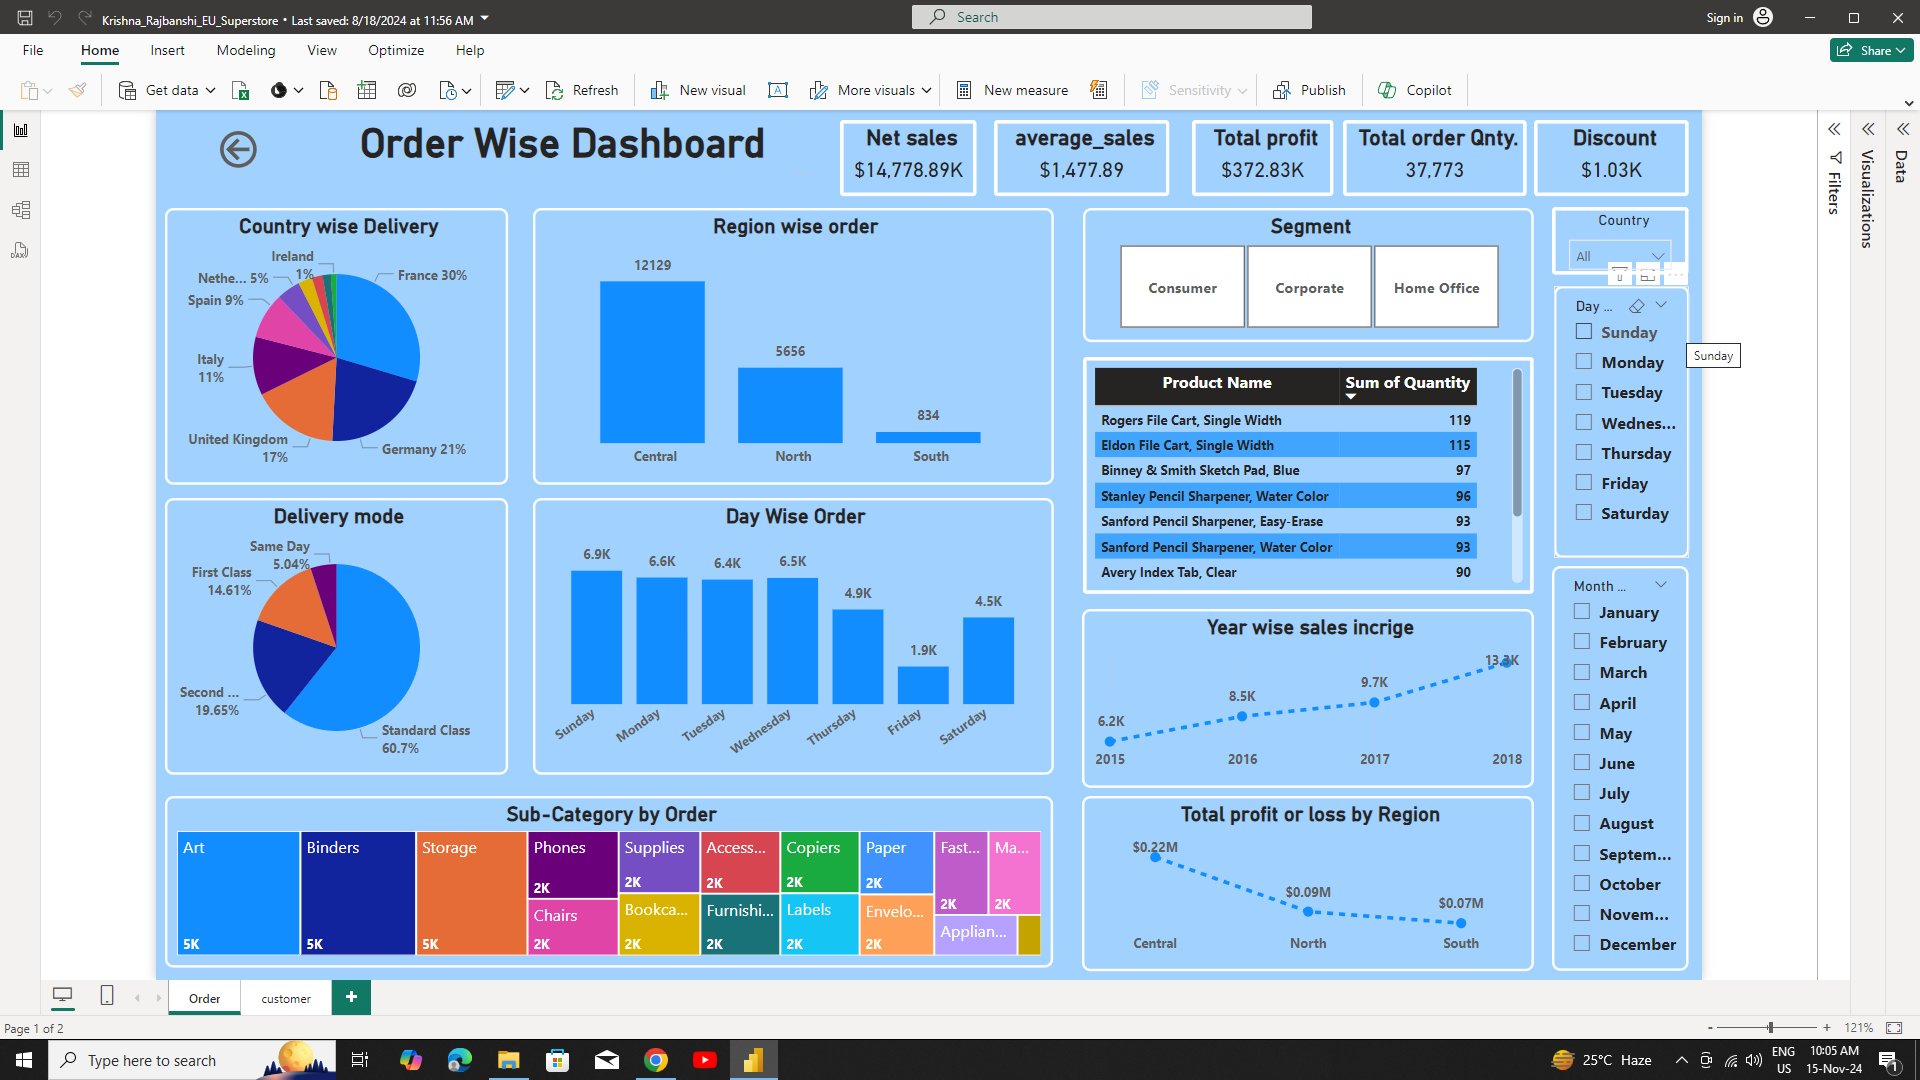 Krishna_Rajbanshi_EU_Superstore • Last saved: 8/18/2024 at 11:56 AM
Search
Sign in
File Home Insert Modeling View Optimize Help
Share
Get data
Refresh
New visual
More visuals
New measure
Sensitivity
Publish
Copilot
DAX
Order Wise Dashboard
Net sales
$14,778.89K
average_sales
$1,477.89
Total profit
$372.83K
Total order Qnty.
37,773
Discount
$1.03K
Filters
Visualizations
Data
Country wise Delivery
Ireland
1%
Nethe... 5%
France 30%
Spain 9%
Italy
11%
United Kingdom
17%
Germany 21%
Region wise order
12129
5656
834
Central North South
Segment
Consumer Corporate Home Office
Country
All
Day ...
Sunday
Monday
Tuesday
Wednes...
Thursday
Friday
Saturday
Sunday
Product Name Sum of Quantity
Rogers File Cart, Single Width 119
Eldon File Cart, Single Width 115
Binney & Smith Sketch Pad, Blue 97
Stanley Pencil Sharpener, Water Color 96
Sanford Pencil Sharpener, Easy-Erase 93
Sanford Pencil Sharpener, Water Color 93
Avery Index Tab, Clear 90
Delivery mode
Same Day
5.04%
First Class
14.61%
Second ...
19.65%
Standard Class
60.7%
Day Wise Order
6.9K 6.6K 6.4K 6.5K 4.9K 1.9K 4.5K
Sunday Monday Tuesday Wednesday Thursday Friday Saturday
Year wise sales incrige
6.2K 8.5K 9.7K 13.3K
2015 2016 2017 2018
Month ...
January
February
March
April
May
June
July
August
Septem...
October
Novem...
December
Sub-Category by Order
Art
5K
Binders
5K
Storage
5K
Phones
2K
Chairs
2K
Supplies
2K
Bookca...
2K
Access...
2K
Furnishi...
2K
Copiers
2K
Labels
2K
Paper
2K
Envelo...
2K
Fast...
2K
Ma...
2K
Applian...
Total profit or loss by Region
$0.22M
$0.09M
$0.07M
Central North South
Order customer +
Page 1 of 2
- + 121%
Type here to search
25°C Haze
ENG
US
10:05 AM
15-Nov-24
1